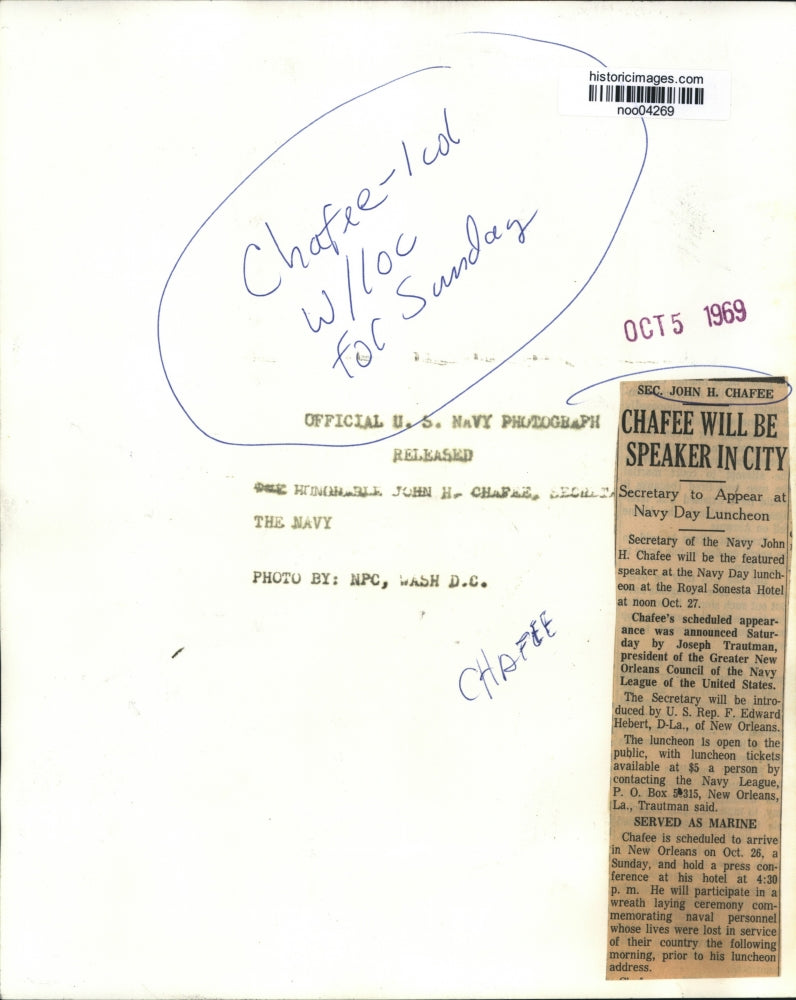 historicimages.com
noo04269
Chafee-1cd
w/loc
for Sunday
OCT 5 1969
OFFICIAL U. S. NAVY PHOTOGRAPH
RELEASED
THE HONORABLE JOHN H. CHAFEE,
THE NAVY
PHOTO BY: NPC, WASH D.C.
CHAFEE
SEC. JOHN H. CHAFEE
CHAFEE WILL BE
SPEAKER IN CITY
Secretary to Appear at
Navy Day Luncheon
Secretary of the Navy John
H. Chafee will be the featured
speaker at the Navy Day lunch-
eon at the Royal Sonesta Hotel
at noon Oct. 27.
Chafee's scheduled appear-
ance was announced Satur-
day by Joseph Trautman,
president of the Greater New
Orleans Council of the Navy
League of the United States.
The Secretary will be intro-
duced by U. S. Rep. F. Edward
Hebert, D-La., of New Orleans.
The luncheon is open to the
public, with luncheon tickets
available at $5 a person by
contacting the Navy League,
P. O. Box New Orleans,
La., Trautman said.
SERVED AS MARINE
Chafee is scheduled to arrive
in New Orleans on Oct. 26, a
Sunday, and hold a press con-
ference at his hotel at 4:30
p. m. He will participate in a
wreath laying ceremony com-
memorating naval personnel
whose lives were lost in service
of their country the following
morning, prior to his luncheon
address.